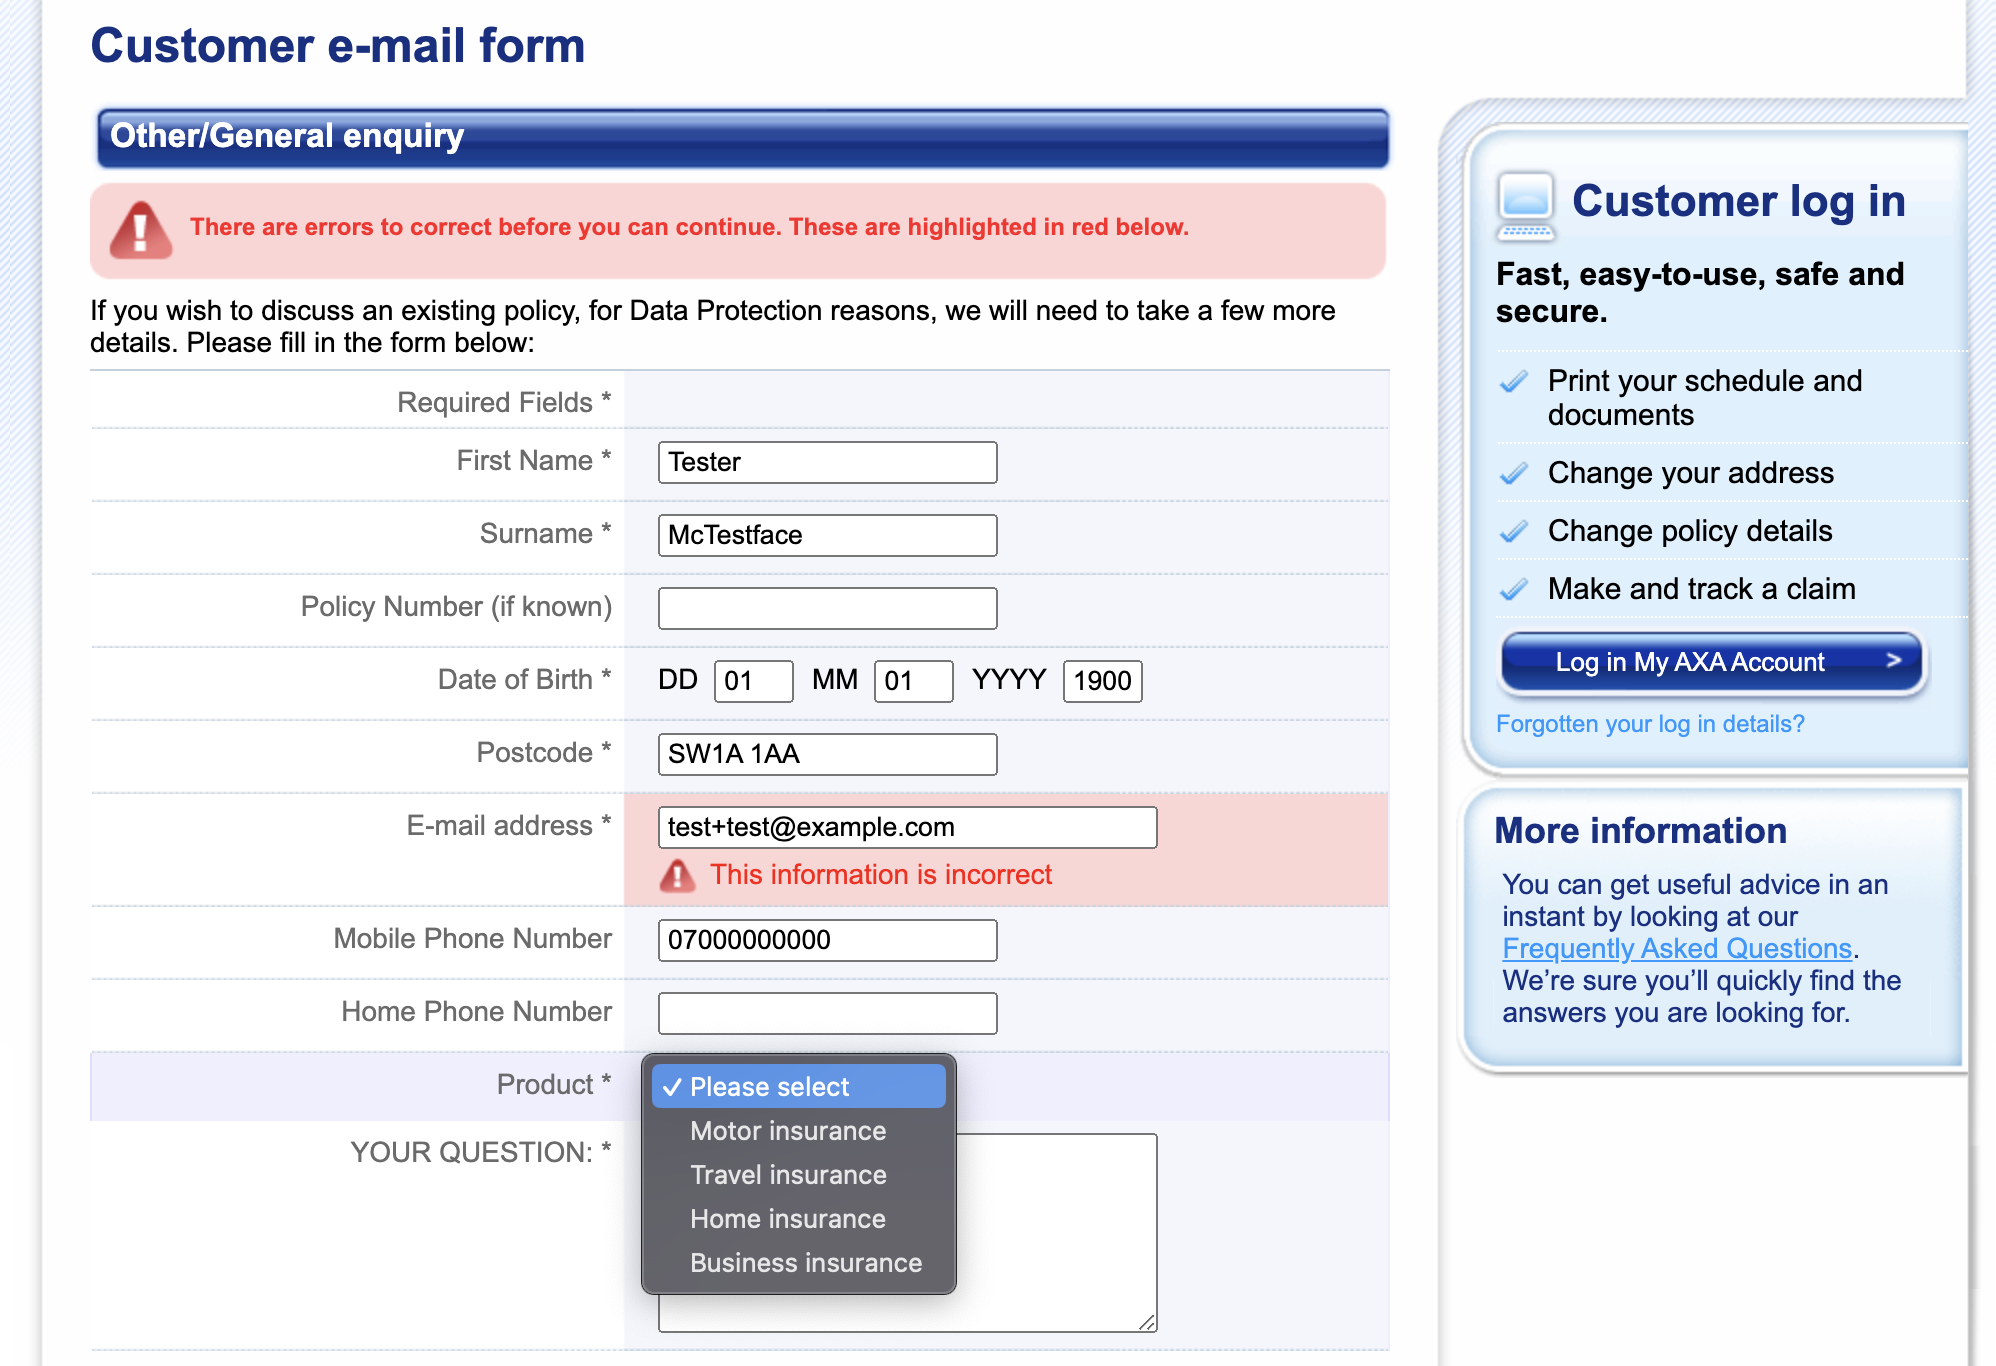 Customer e-mail form
Other/General enquiry
There are errors to correct before you can continue. These are highlighted in red below.
If you wish to discuss an existing policy, for Data Protection reasons, we will need to take a few more
details. Please fill in the form below:
Required Fields *
First Name * Tester
Surname * McTestface
Policy Number (if known)
Date of Birth * DD 01 MM 01 YYYY 1900
Postcode * SW1A 1AA
E-mail address * test+test@example.com
This information is incorrect
Mobile Phone Number 07000000000
Home Phone Number
Product * ✓ Please select
Motor insurance
YOUR QUESTION: *
Travel insurance
Home insurance
Business insurance
Customer log in
Fast, easy-to-use, safe and
secure.
Print your schedule and
documents
Change your address
Change policy details
Make and track a claim
Log in My AXA Account >
Forgotten your log in details?
More information
You can get useful advice in an
instant by looking at our
Frequently Asked Questions.
We’re sure you’ll quickly find the
answers you are looking for.